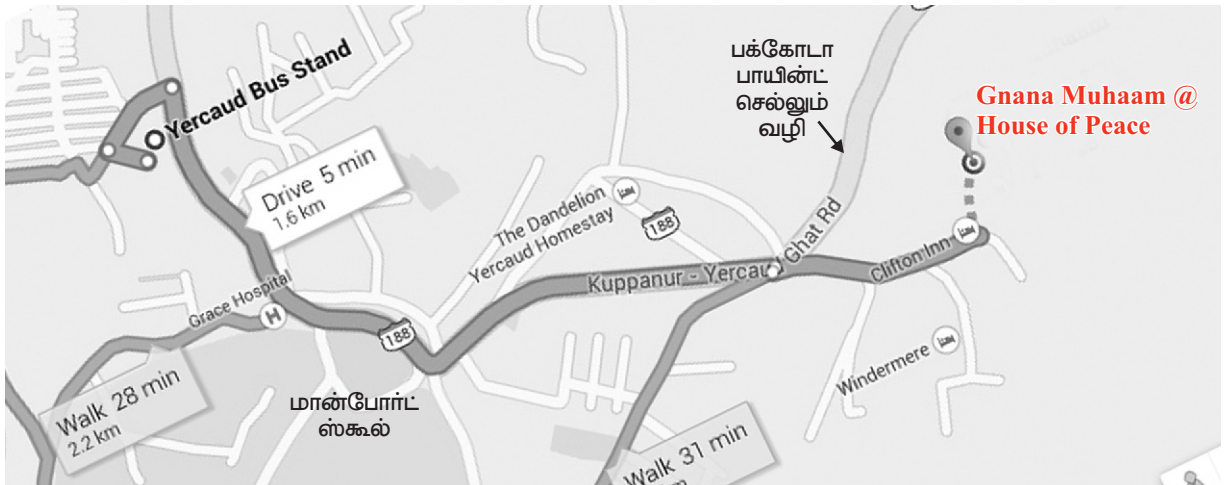 Yercaud Bus Stand
Drive 5 min
1.6 km
பக்கோடா
பாயின்ட்
செல்லும்
வழி
Gnana Muhaam @
House of Peace
The Dandelion
Yercaud Homestay
188
Kuppanur - Yercaud Ghat Rd
Clifton Inn
Grace Hospital
H
188
Windermere
Walk 28 min
2.2 km
மான்போர்ட்
ஸ்கூல்
Walk 31 min